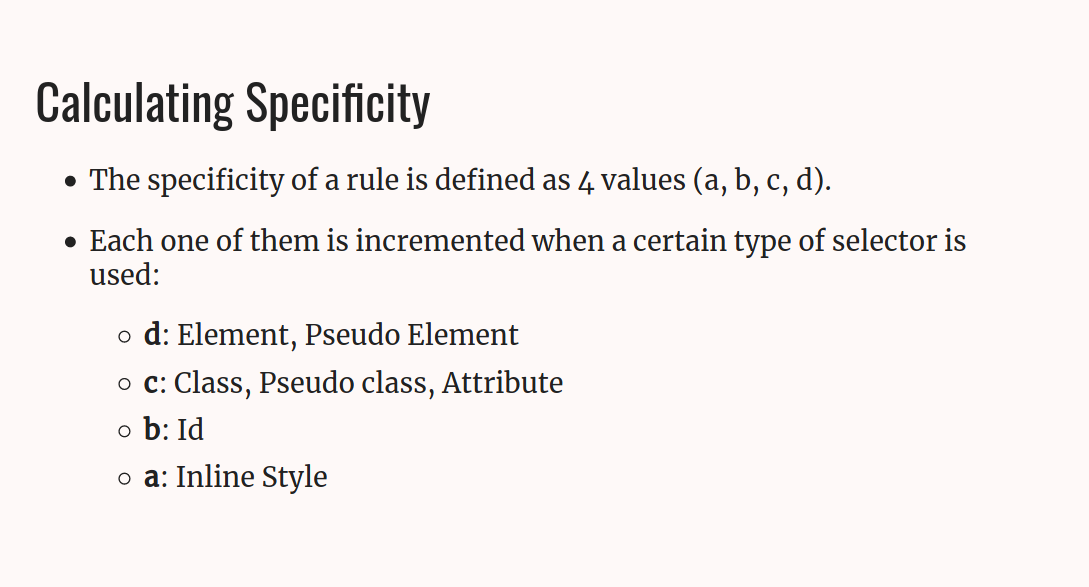 Calculating Specificity
• The specificity of a rule is defined as 4 values (a, b, c, d).
• Each one of them is incremented when a certain type of selector is
used:
○ d: Element, Pseudo Element
○ c: Class, Pseudo class, Attribute
○ b: Id
○ a: Inline Style